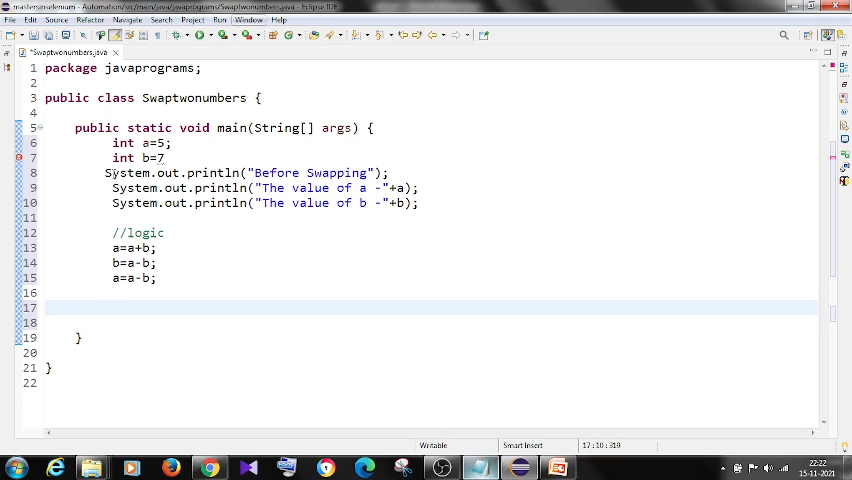 mastersinselenium - Automation/src/main/java/javaprograms/Swaptwonumbers.java - Eclipse IDE
File Edit Source Refactor Navigate Search Project Run Window Help
*Swaptwonumbers.java
1 package javaprograms;
2
3 public class Swaptwonumbers {
4
5 public static void main(String[] args) {
6 int a=5;
7 int b=7
8 System.out.println("Before Swapping");
9 System.out.println("The value of a -"+a);
10 System.out.println("The value of b -"+b);
11
12 //logic
13 a=a+b;
14 b=a-b;
15 a=a-b;
16
17
18
19 }
20
21 }
22
Writable Smart Insert 17 : 10 : 319
22:22
15-11-2021